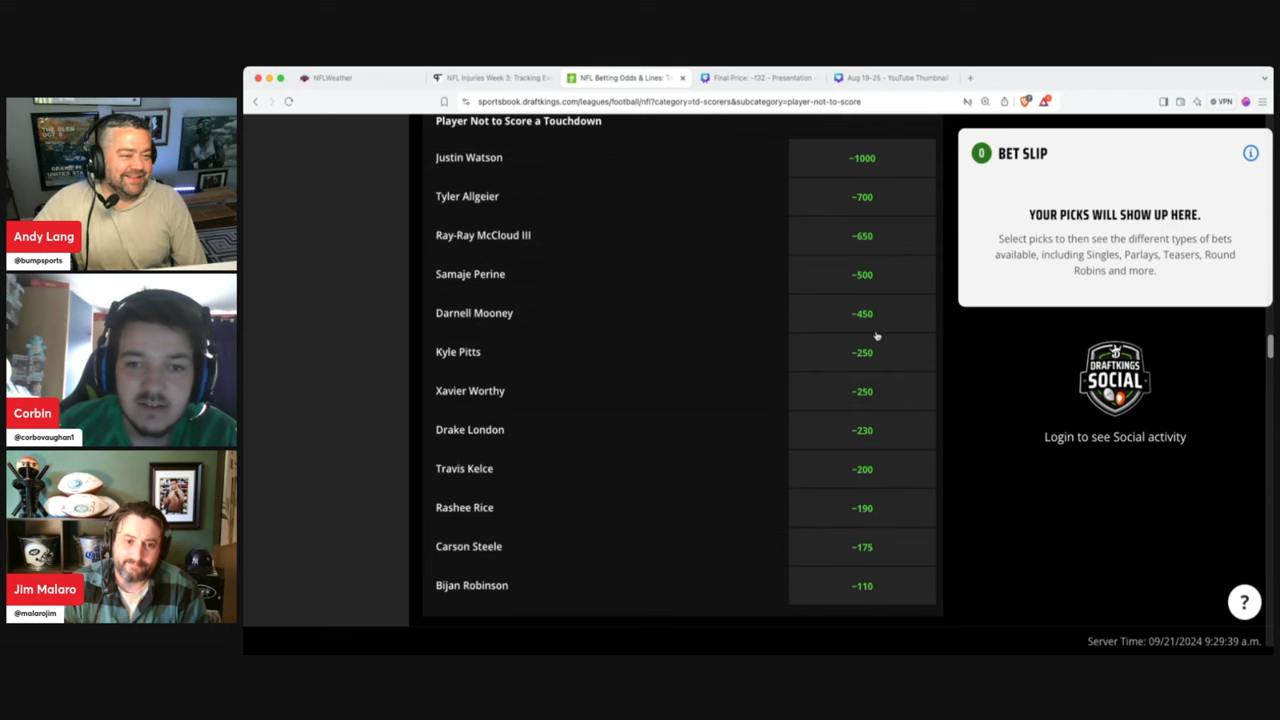 NFLWeather
NFL Injuries Week 3: Tracking Ev
NFL Betting Odds & Lines: To
Final Price: -132 - Presentation
Aug 19-25 - YouTube Thumbnail
sportsbook.draftkings.com/leagues/football/nfl?category=td-scorers&subcategory=player-not-to-score
VPN
Player Not to Score a Touchdown
Justin Watson −1000
Tyler Allgeier −700
Ray-Ray McCloud III −650
Samaje Perine −500
Darnell Mooney −450
Kyle Pitts −250
Xavier Worthy −250
Drake London −230
Travis Kelce −200
Rashee Rice −190
Carson Steele −175
Bijan Robinson −110
0 BET SLIP
YOUR PICKS WILL SHOW UP HERE.
Select picks to then see the different types of bets
available, including Singles, Parlays, Teasers, Round
Robins and more.
DRAFTKINGS
SOCIAL
Login to see Social activity
?
Server Time: 09/21/2024 9:29:39 a.m.
Andy Lang
@bumpsports
Corbin
@corbovaughan1
Jim Malaro
@malarojim